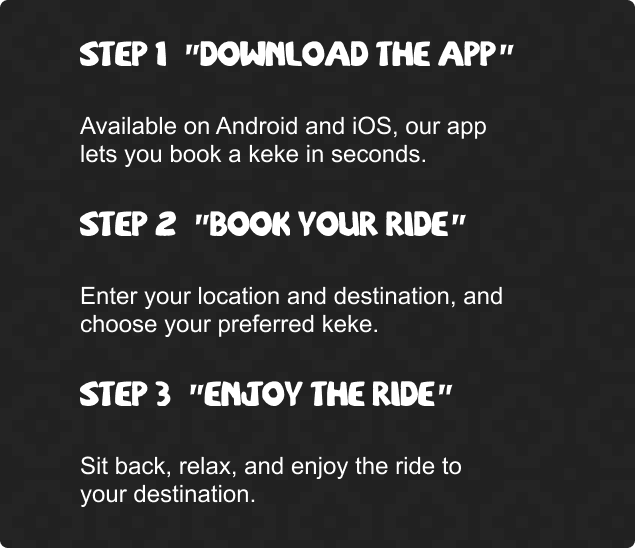 STEP 1 "DOWNLOAD THE APP"
Available on Android and iOS, our app
lets you book a keke in seconds.
STEP 2 "BOOK YOUR RIDE"
Enter your location and destination, and
choose your preferred keke.
STEP 3 "ENJOY THE RIDE"
Sit back, relax, and enjoy the ride to
your destination.